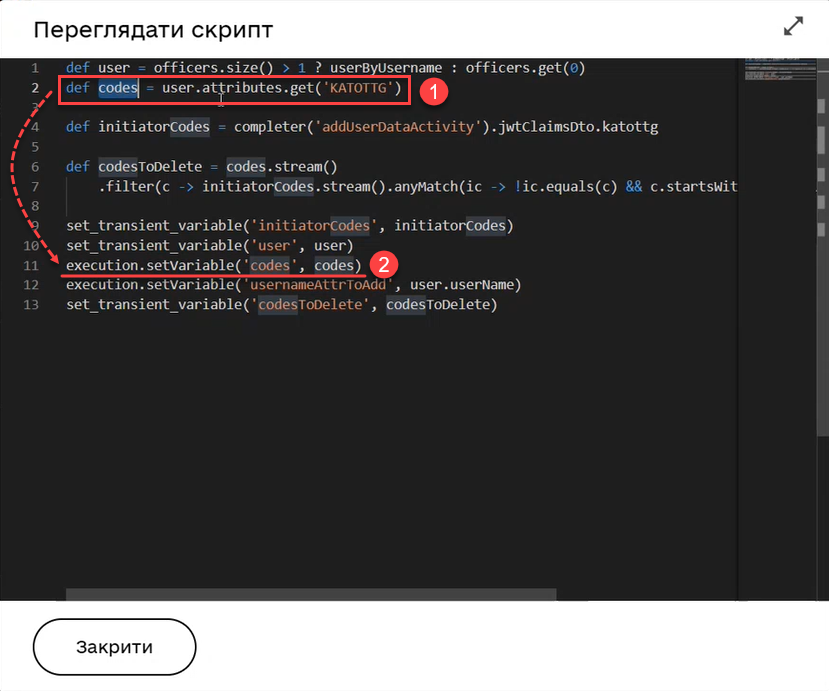 Переглядати скрипт
1 def user = officers.size() > 1 ? userByUsername : officers.get(0)
2 def codes = user.attributes.get('KATOTTG') 1
3
4 def initiatorCodes = completer('addUserDataActivity').jwtClaimsDto.katottg
5
6 def codesToDelete = codes.stream()
7 .filter(c -> initiatorCodes.stream().anyMatch(ic -> !ic.equals(c) && c.startsWit
8
9 set_transient_variable('initiatorCodes', initiatorCodes)
10 set_transient_variable('user', user)
11 execution.setVariable('codes', codes) 2
12 execution.setVariable('usernameAttrToAdd', user.userName)
13 set_transient_variable('codesToDelete', codesToDelete)
Закрити